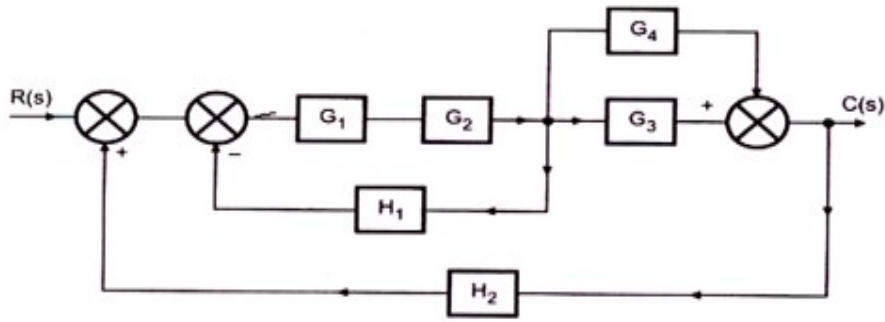 G4
R(s)
G1
G2
G3
+
C(s)
+
−
H1
H2